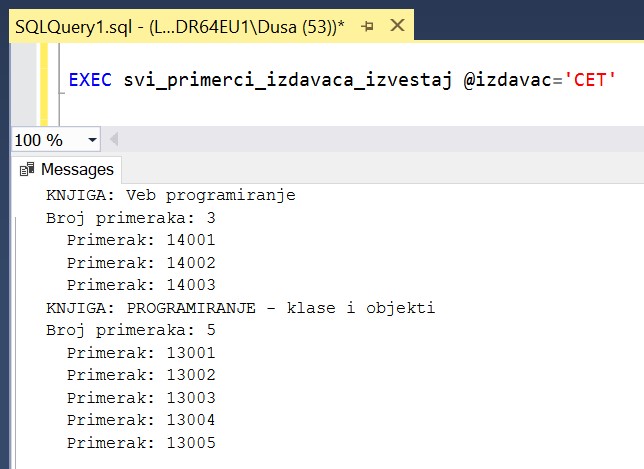 SQLQuery1.sql - (L...DR64EU1\Dusa (53))*
EXEC svi_primerci_izdavaca_izvestaj @izdavac='CET'
100 %
Messages
KNJIGA: Veb programiranje
Broj primeraka: 3
Primerak: 14001
Primerak: 14002
Primerak: 14003
KNJIGA: PROGRAMIRANJE - klase i objekti
Broj primeraka: 5
Primerak: 13001
Primerak: 13002
Primerak: 13003
Primerak: 13004
Primerak: 13005